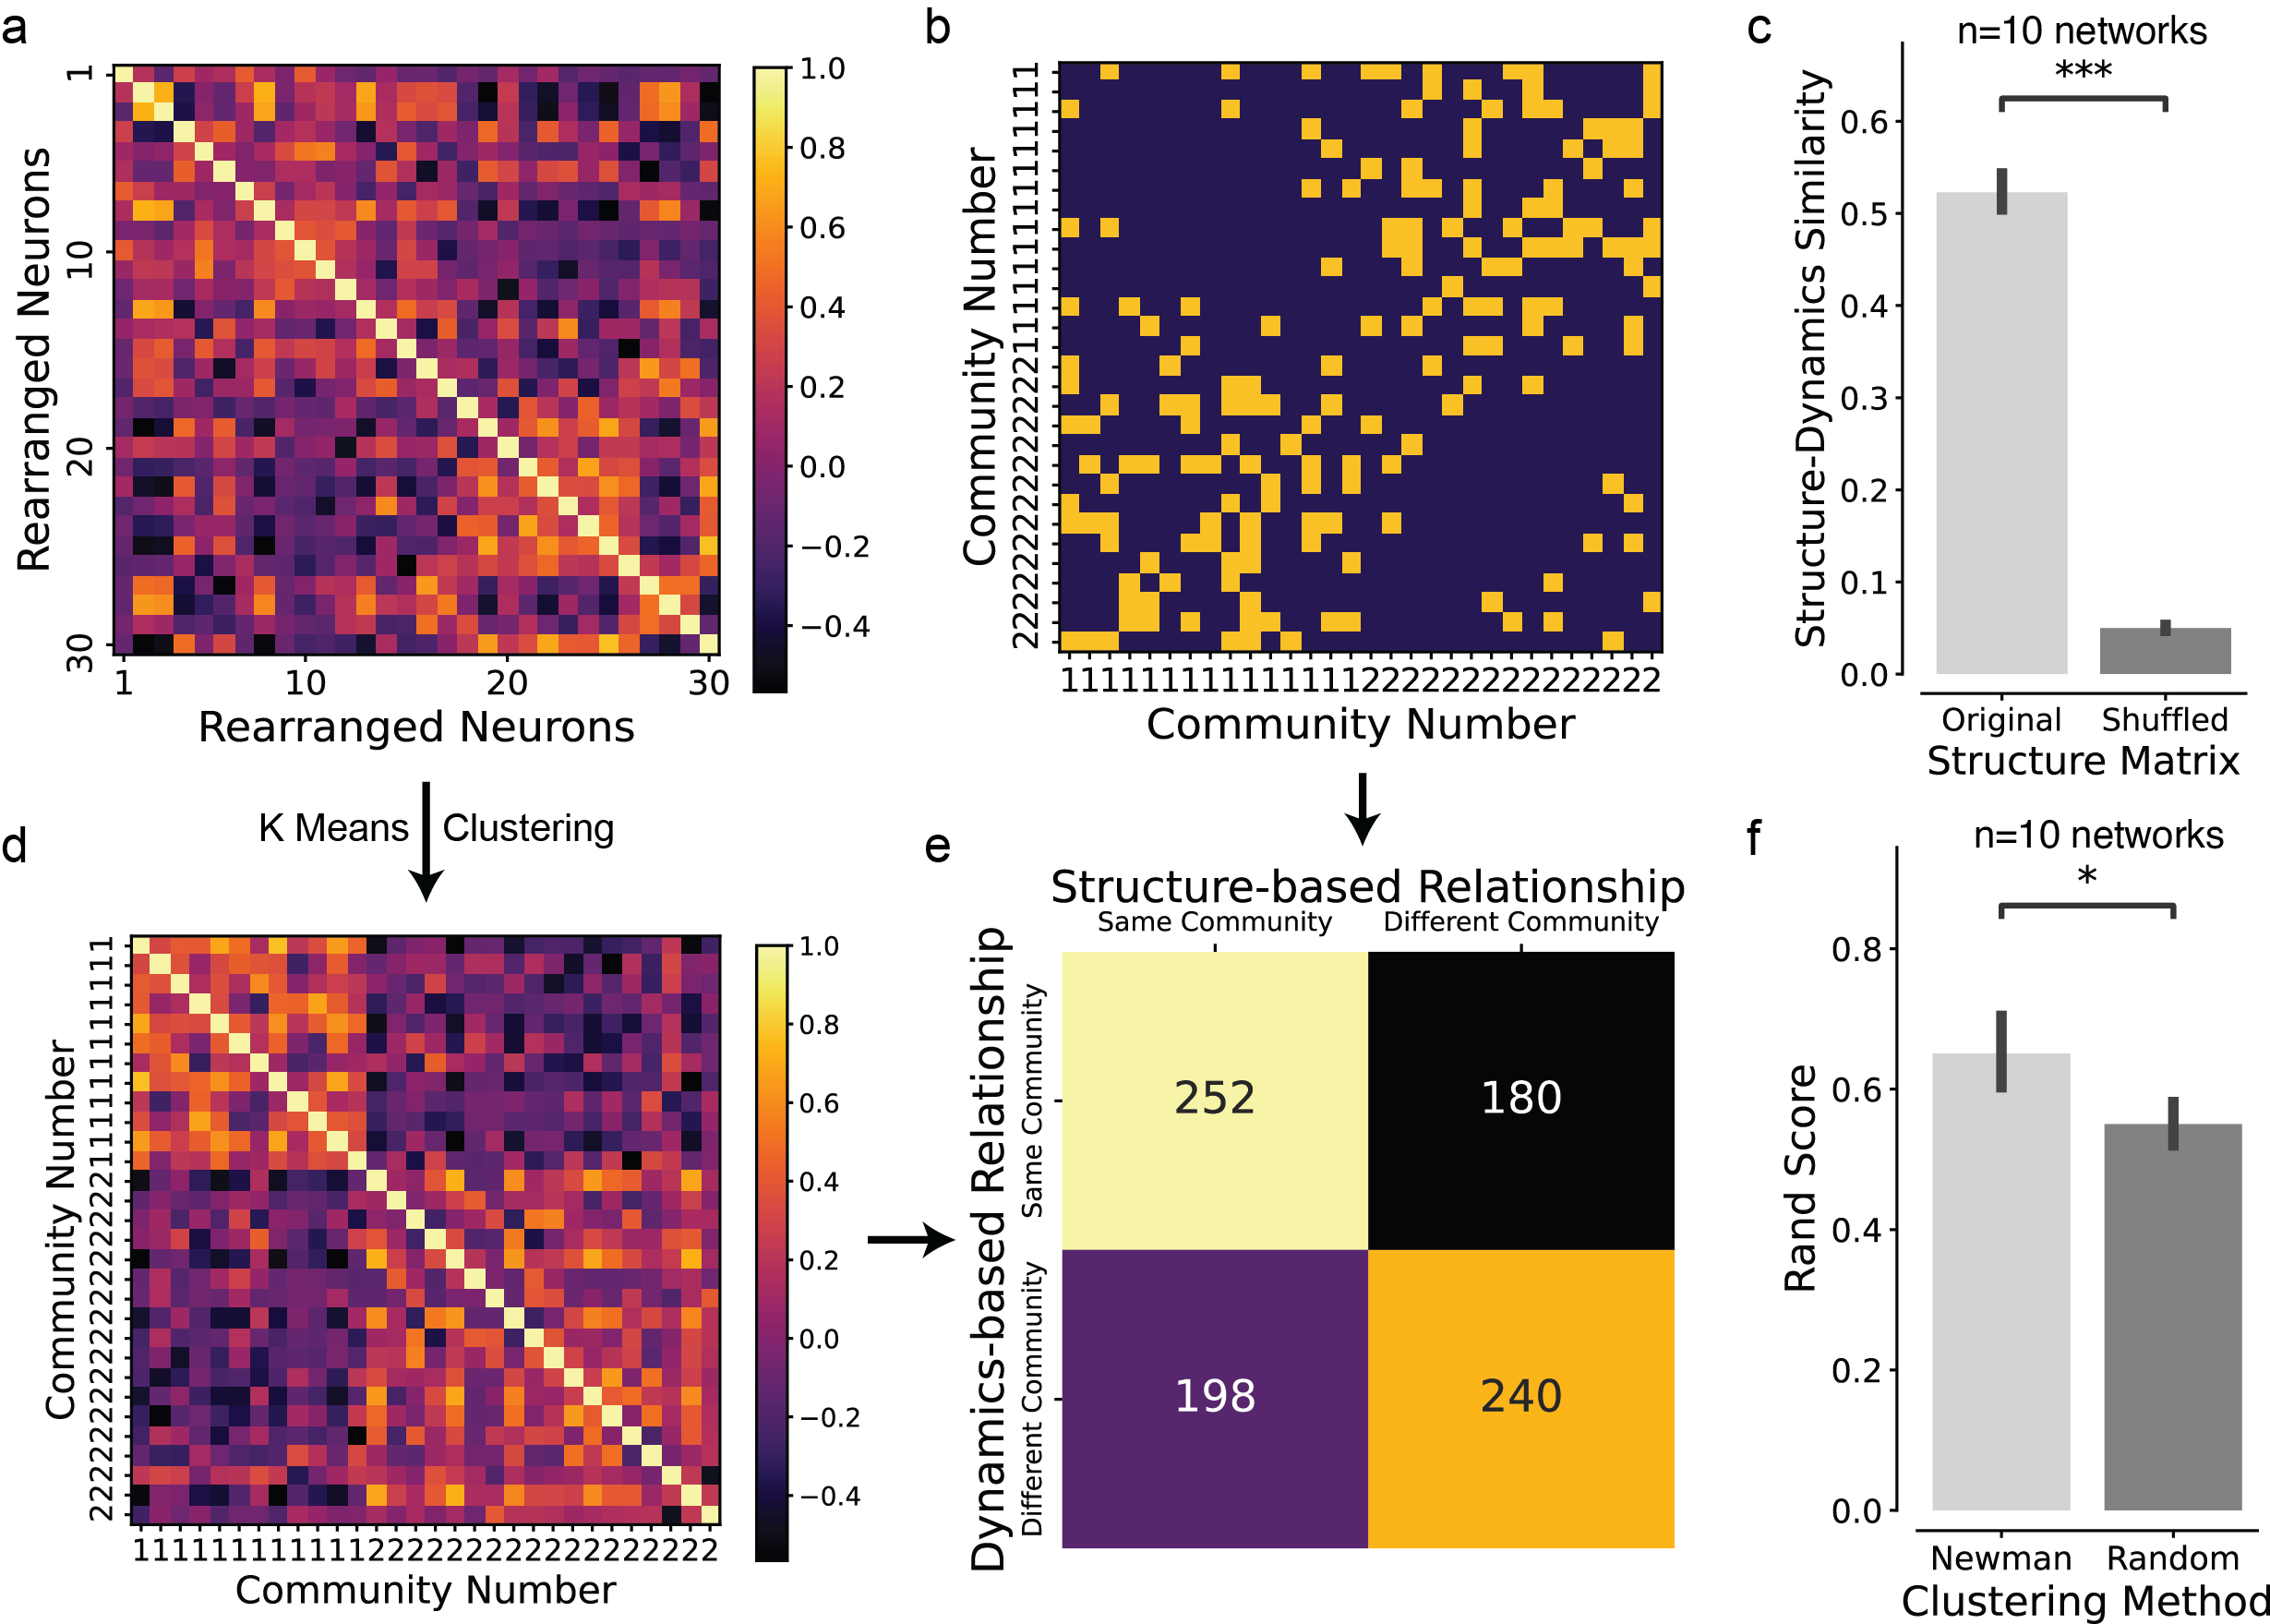 a
Rearranged Neurons
1
10
20
30
1
10
20
30
Rearranged Neurons
1.0
0.8
0.6
0.4
0.2
0.0
−0.2
−0.4
b
Community Number
111111111111111222222222222222
Community Number
c
n=10 networks
***
Structure-Dynamics Similarity
0.6
0.5
0.4
0.3
0.2
0.1
0.0
Original
Shuffled
Structure Matrix
K Means
Clustering
d
Community Number
111111111111222222222222222222
Community Number
1.0
0.8
0.6
0.4
0.2
0.0
−0.2
−0.4
e
Structure-based Relationship
Same Community
Different Community
Dynamics-based Relationship
Same Community
Different Community
252
180
198
240
f
n=10 networks
*
Rand Score
0.8
0.6
0.4
0.2
0.0
Newman
Random
Clustering Method